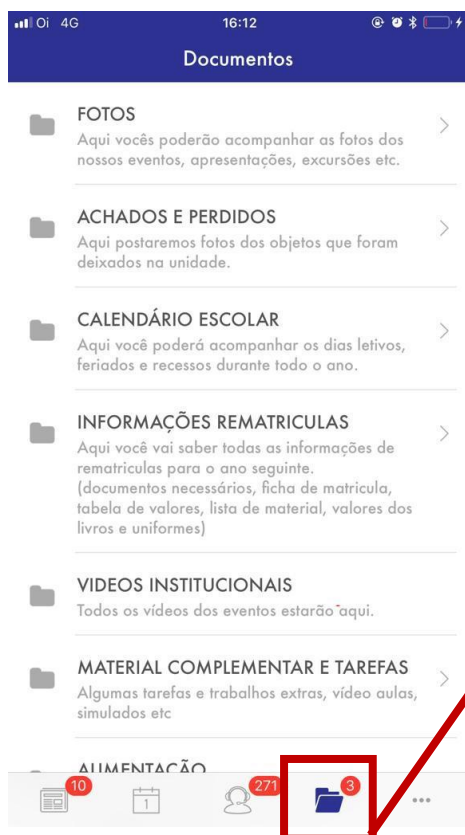 Oi 4G 16:12
Documentos
FOTOS
Aqui vocês poderão acompanhar as fotos dos
nossos eventos, apresentações, excursões etc.
ACHADOS E PERDIDOS
Aqui postaremos fotos dos objetos que foram
deixados na unidade.
CALENDÁRIO ESCOLAR
Aqui você poderá acompanhar os dias letivos,
feriados e recessos durante todo o ano.
INFORMAÇÕES REMATRICULAS
Aqui você vai saber todas as informações de
rematriculas para o ano seguinte.
(documentos necessários, ficha de matricula,
tabela de valores, lista de material, valores dos
livros e uniformes)
VIDEOS INSTITUCIONAIS
Todos os vídeos dos eventos estarão aqui.
MATERIAL COMPLEMENTAR E TAREFAS
Algumas tarefas e trabalhos extras, vídeo aulas,
simulados etc
ALIMENTAÇÃO
10 1 271 3